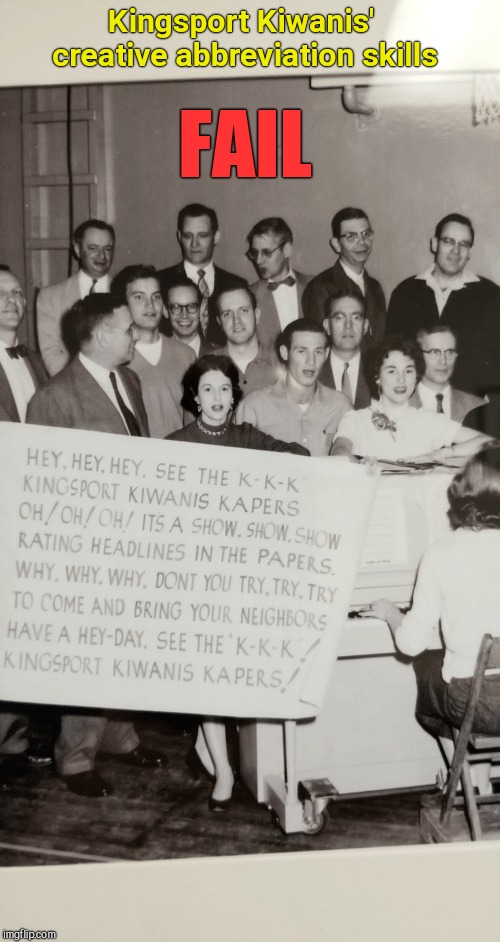 Kingsport Kiwanis'
creative abbreviation skills
FAIL
HEY, HEY, HEY, SEE THE "K-K-K"
KINGSPORT KIWANIS KAPERS
OH! OH! OH! IT'S A SHOW, SHOW, SHOW
RATING HEADLINES IN THE PAPERS.
WHY, WHY, WHY, DONT YOU TRY, TRY, TRY
TO COME AND BRING YOUR NEIGHBORS
HAVE A HEY-DAY, SEE THE "K-K-K"!
KINGSPORT KIWANIS KAPERS!
imgflip.com